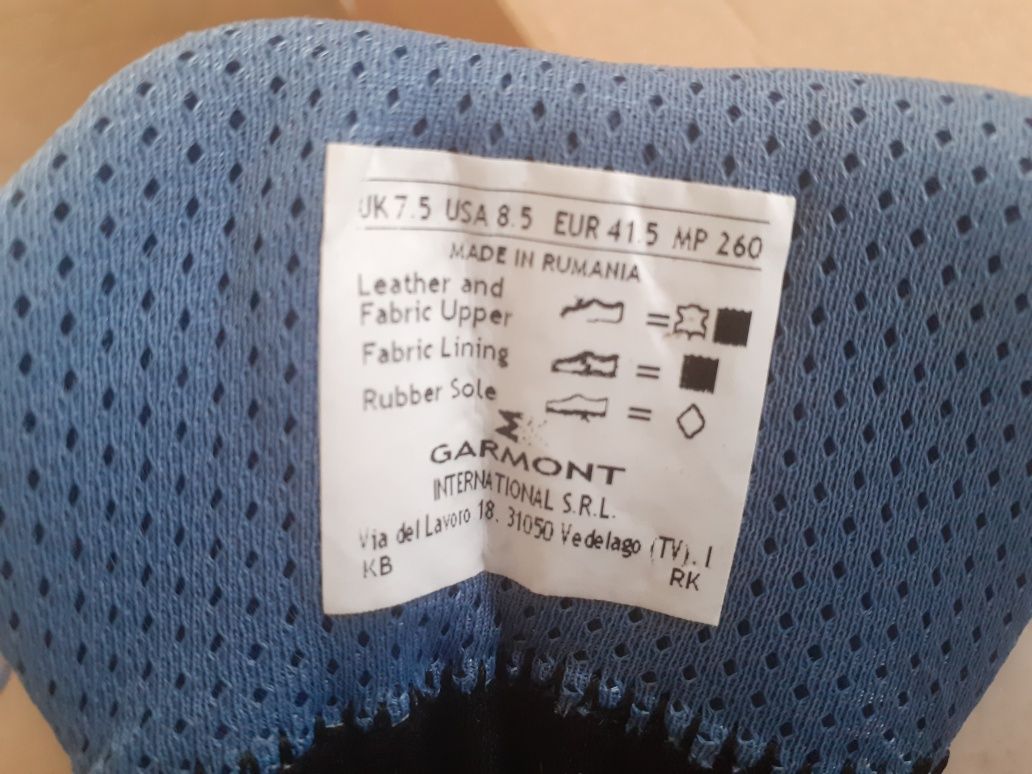 UK 7.5 USA 8.5 EUR 41.5 MP 260
MADE IN RUMANIA
Leather and
Fabric Upper
=
Fabric Lining
=
Rubber Sole
=
GARMONT
INTERNATIONAL S.R.L.
Via del Lavoro 18. 31050 Vedelago (TV). I
KB RK